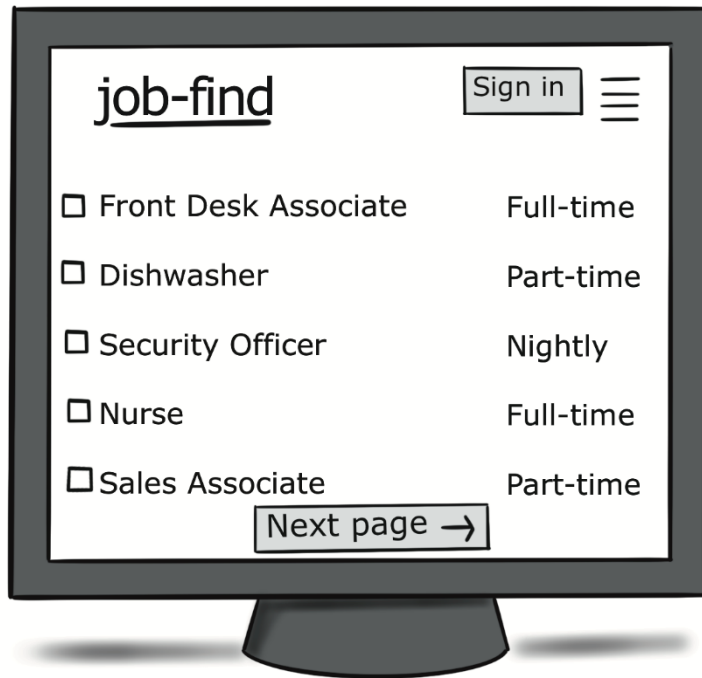 job-find
Sign in
Front Desk Associate Full-time
Dishwasher Part-time
Security Officer Nightly
Nurse Full-time
Sales Associate Part-time
Next page →